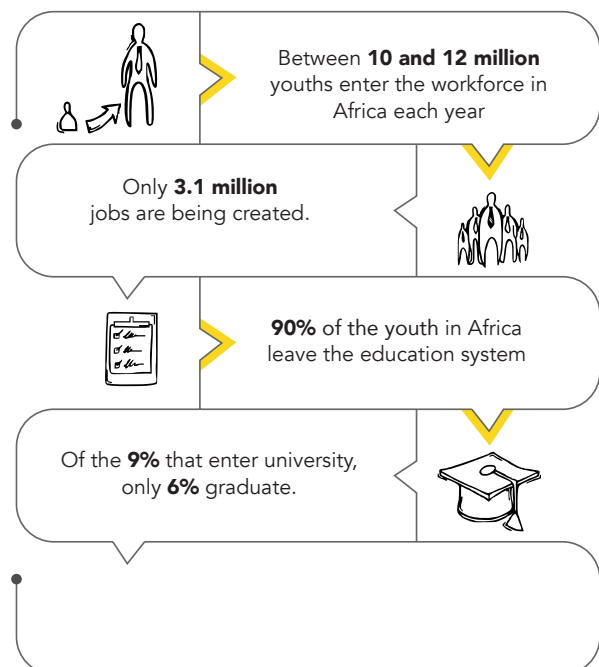 Between 10 and 12 million
youths enter the workforce in
Africa each year
Only 3.1 million
jobs are being created.
90% of the youth in Africa
leave the education system
Of the 9% that enter university,
only 6% graduate.